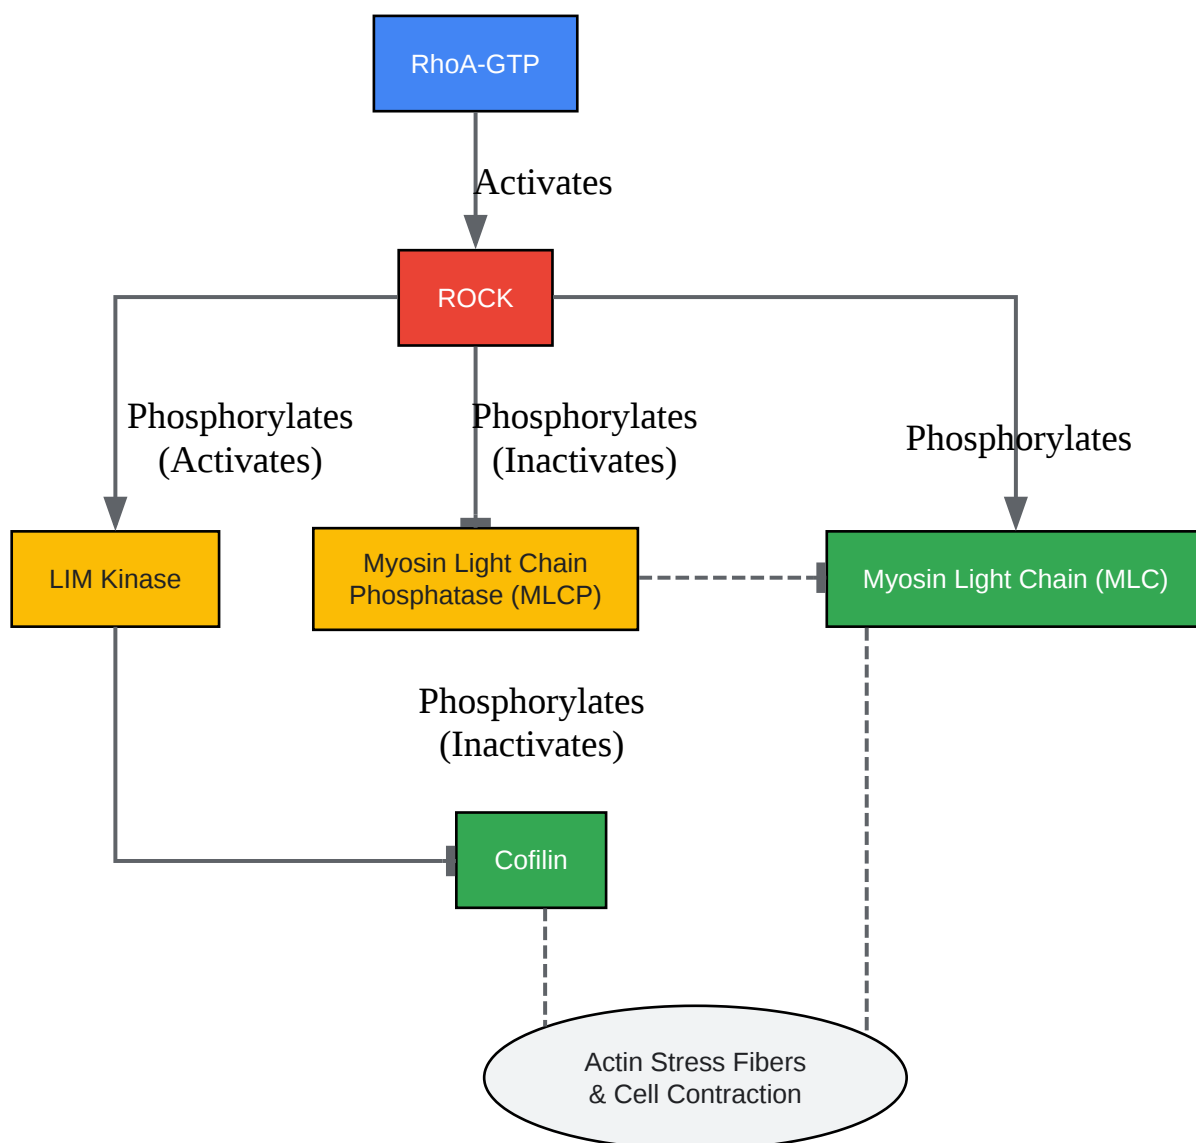 RhoA-GTP
Activates
ROCK
Phosphorylates
(Activates)
Phosphorylates
(Inactivates)
Phosphorylates
LIM Kinase
Myosin Light Chain
Phosphatase (MLCP)
Myosin Light Chain (MLC)
Phosphorylates
(Inactivates)
Cofilin
Actin Stress Fibers
& Cell Contraction